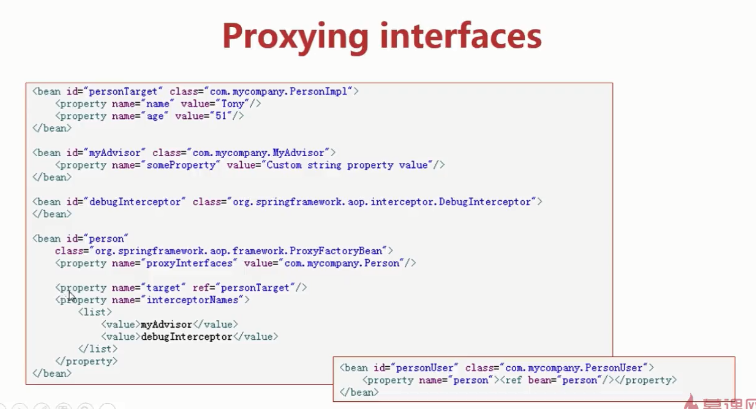 Proxying interfaces
<bean id="personTarget" class="com.mycompany.PersonImpl">
<property name="name" value="Tony"/>
<property name="age" value="51"/>
</bean>
<bean id="myAdvisor" class="com.mycompany.MyAdvisor">
<property name="someProperty" value="Custom string property value"/>
</bean>
<bean id="debugInterceptor" class="org.springframework.aop.interceptor.DebugInterceptor">
</bean>
<bean id="person"
class="org.springframework.aop.framework.ProxyFactoryBean">
<property name="proxyInterfaces" value="com.mycompany.Person"/>
<property name="target" ref="personTarget"/>
<property name="interceptorNames">
<list>
<value>myAdvisor</value>
<value>debugInterceptor</value>
</list>
</property>
</bean>
<bean id="personUser" class="com.mycompany.PersonUser">
<property name="person"><ref bean="person"/></property>
</bean>